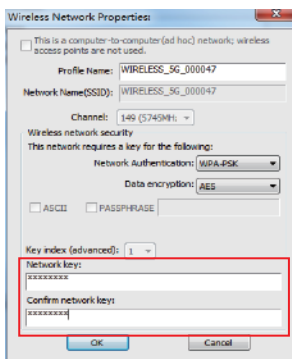 Wireless Network Properties:
This is a computer-to-computer(ad hoc) network; wireless
access points are not used.
Profile Name: WIRELESS_5G_000047
Network Name(SSID): WIRELESS_5G_000047
Channel: 149 (5745MH:
Wireless network security
This network requires a key for the following:
Network Authentication: WPA-PSK
Data encryption: AES
ASCII PASSPHRASE
Key index (advanced): 1
Network key:
xxxxxxxx
Confirm network key:
xxxxxxxx
OK Cancel